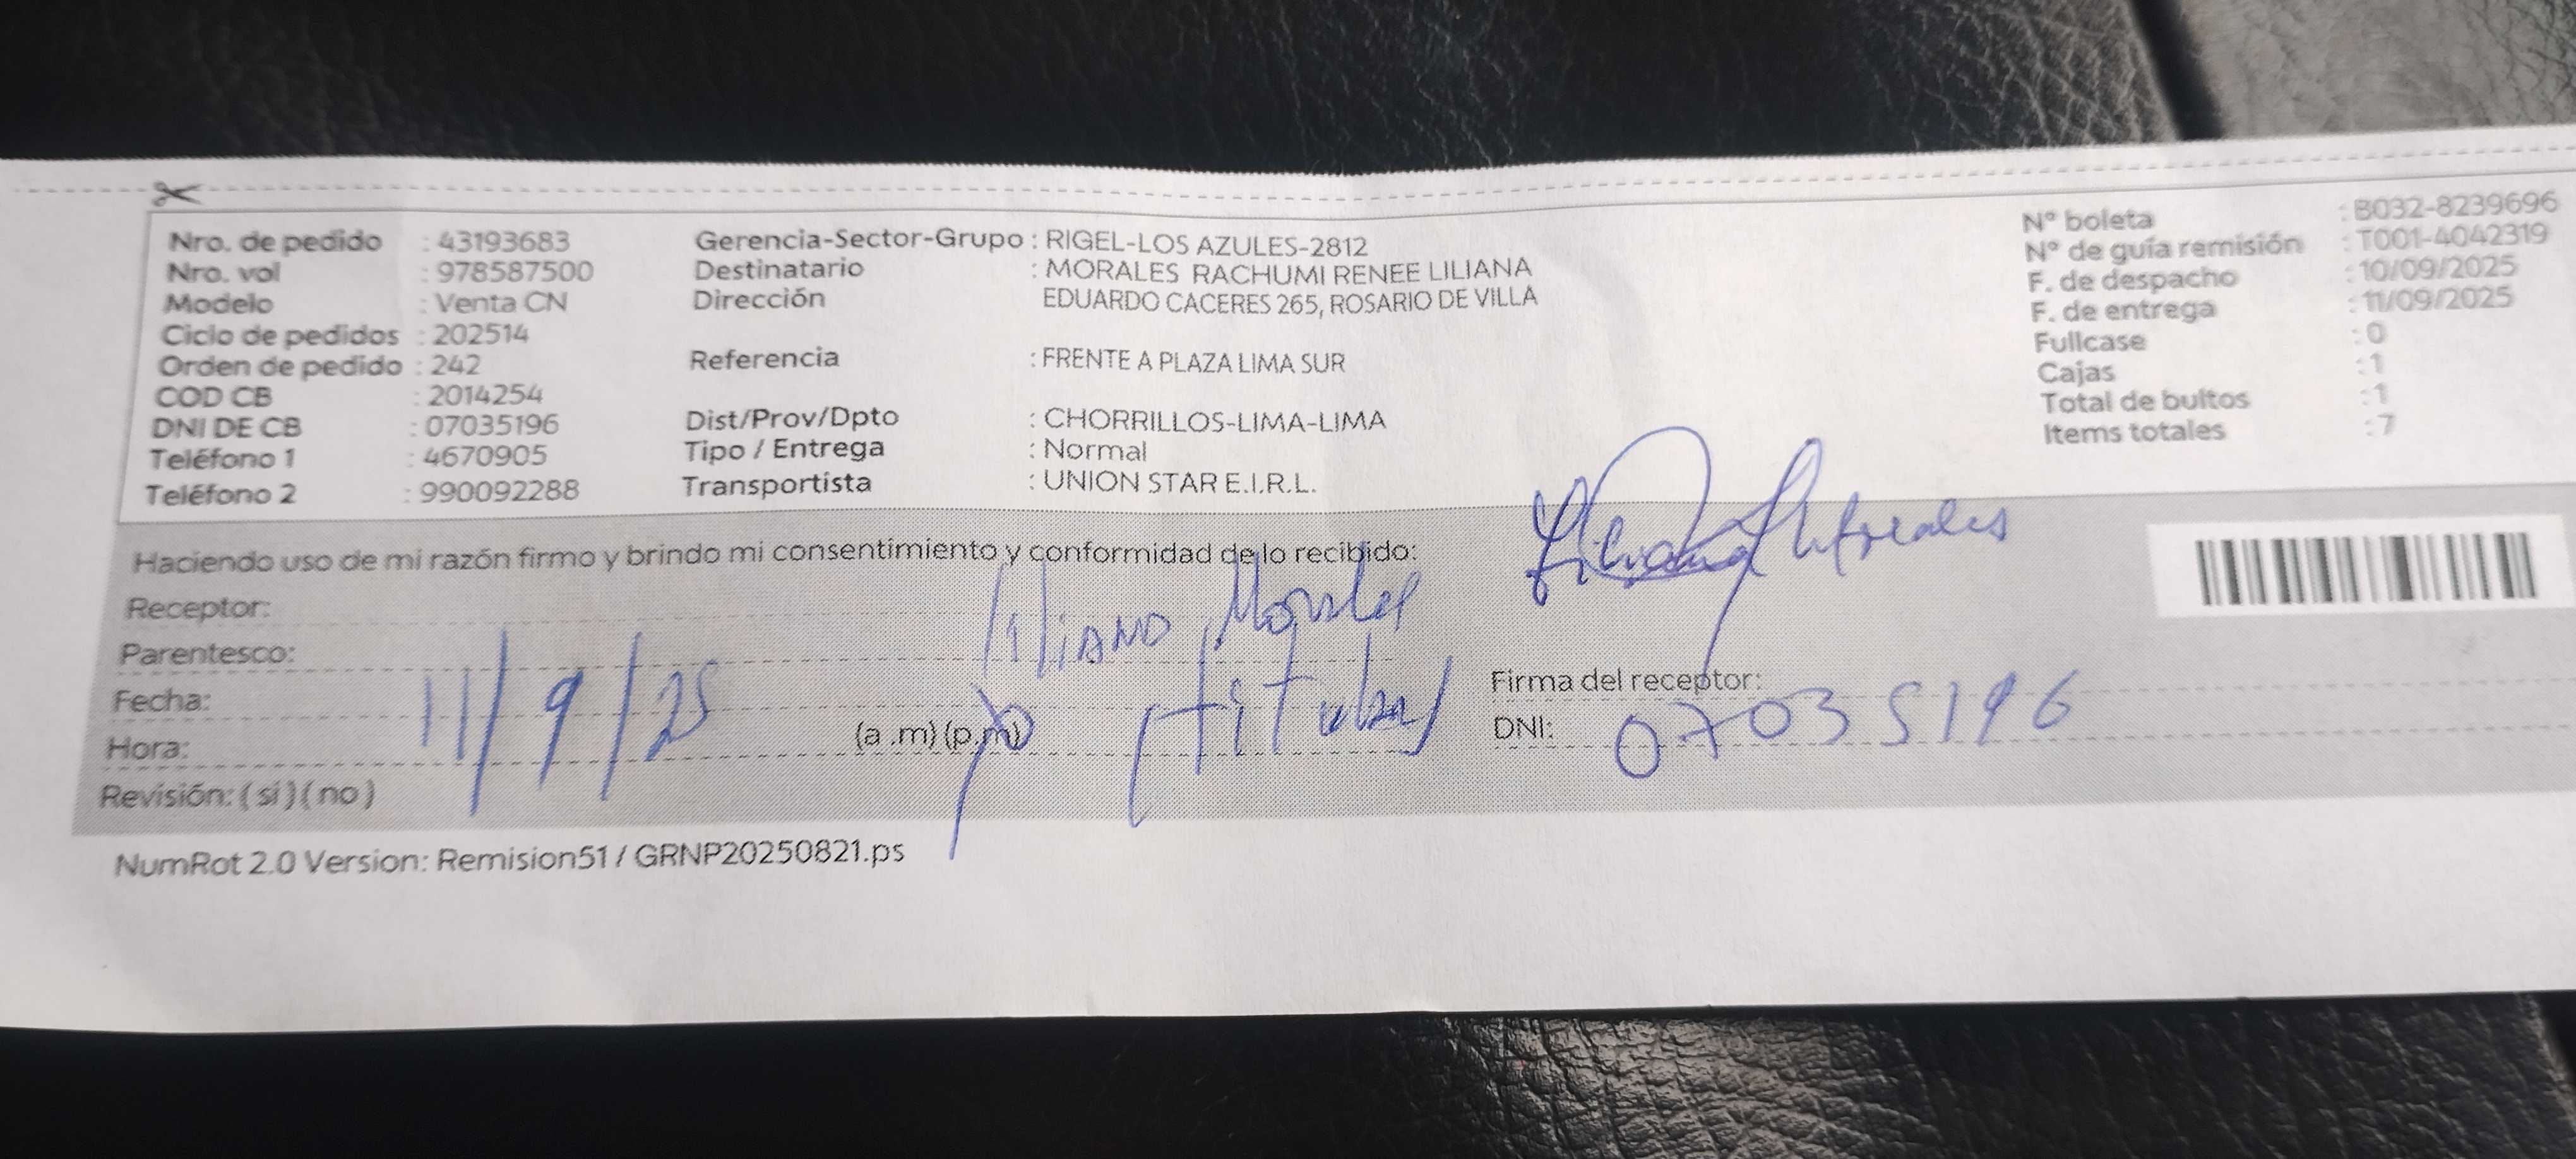 Nro. de pedido : 43193683
Nro. vol : 978587500
Modelo : Venta CN
Ciclo de pedidos : 202514
Orden de pedido : 242
COD CB : 2014254
DNI DE CB : 07035196
Teléfono 1 : 4670905
Teléfono 2 : 990092288
Gerencia-Sector-Grupo : RIGEL-LOS AZULES-2812
Destinatario : MORALES RACHUMI RENEE LILIANA
Dirección EDUARDO CACERES 265, ROSARIO DE VILLA
Referencia : FRENTE A PLAZA LIMA SUR
Dist/Prov/Dpto : CHORRILLOS-LIMA-LIMA
Tipo / Entrega : Normal
Transportista : UNION STAR E.I.R.L.
N° boleta : B032-8239696
N° de guía remisión : T001-4042319
F. de despacho : 10/09/2025
F. de entrega : 11/09/2025
Fullcase : 0
Cajas : 1
Total de bultos : 1
Items totales : 7
Haciendo uso de mi razón firmo y brindo mi consentimiento y conformidad de lo recibido:
Liliana Morales
Receptor: Liliana Morales
Parentesco: (Titular)
Fecha: 11/9/25
Hora: (a .m) (p.m)
Revisión: ( si ) ( no )
Firma del receptor:
DNI: 07035196
NumRot 2.0 Version: Remision51 / GRNP20250821.ps